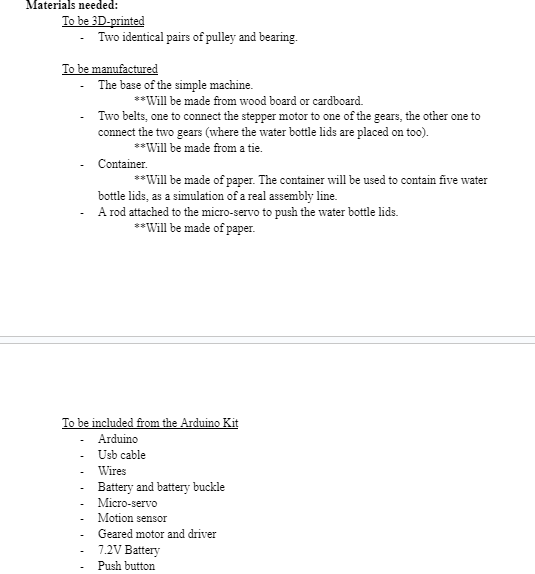 Materials needed:
To be 3D-printed
- Two identical pairs of pulley and bearing.
To be manufactured
- The base of the simple machine.
**Will be made from wood board or cardboard.
- Two belts, one to connect the stepper motor to one of the gears, the other one to
connect the two gears (where the water bottle lids are placed on too).
**Will be made from a tie.
- Container.
**Will be made of paper. The container will be used to contain five water
bottle lids, as a simulation of a real assembly line.
- A rod attached to the micro-servo to push the water bottle lids.
**Will be made of paper.
To be included from the Arduino Kit
- Arduino
- Usb cable
- Wires
- Battery and battery buckle
- Micro-servo
- Motion sensor
- Geared motor and driver
- 7.2V Battery
- Push button